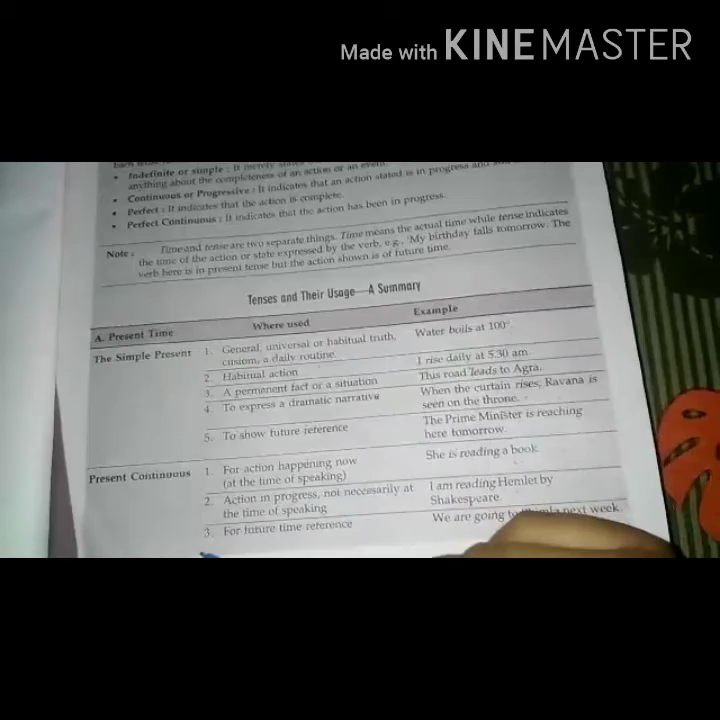 Made with KINEMASTER
• Indefinite or simple : It merely states
anything about the completeness of an action or an event.
• Continuous or Progressive : It indicates that an action stated is in progress and
• Perfect : It indicates that the action is complete.
• Perfect Continuous : It indicates that the action has been in progress.
Note : Time and tense are two separate things. Time means the actual time while tense indicates
the time of the action or state expressed by the verb, e.g., 'My birthday falls tomorrow. The
verb here is in present tense but the action shown is of future time.
Tenses and Their Usage—A Summary
A. Present Time Where used Example
The Simple Present 1. General, universal or habitual truth, Water boils at 100°.
custom, a daily routine.
2. Habitual action I rise daily at 5.30 am.
3. A permenent fact or a situation This road leads to Agra.
4. To express a dramatic narrative When the curtain rises, Ravana is
seen on the throne.
5. To show future reference The Prime Minister is reaching
here tomorrow.
Present Continuous 1. For action happening now She is reading a book.
(at the time of speaking)
2. Action in progress, not necessarily at I am reading Hemlet by
the time of speaking Shakespeare.
3. For future time reference We are going to next week.